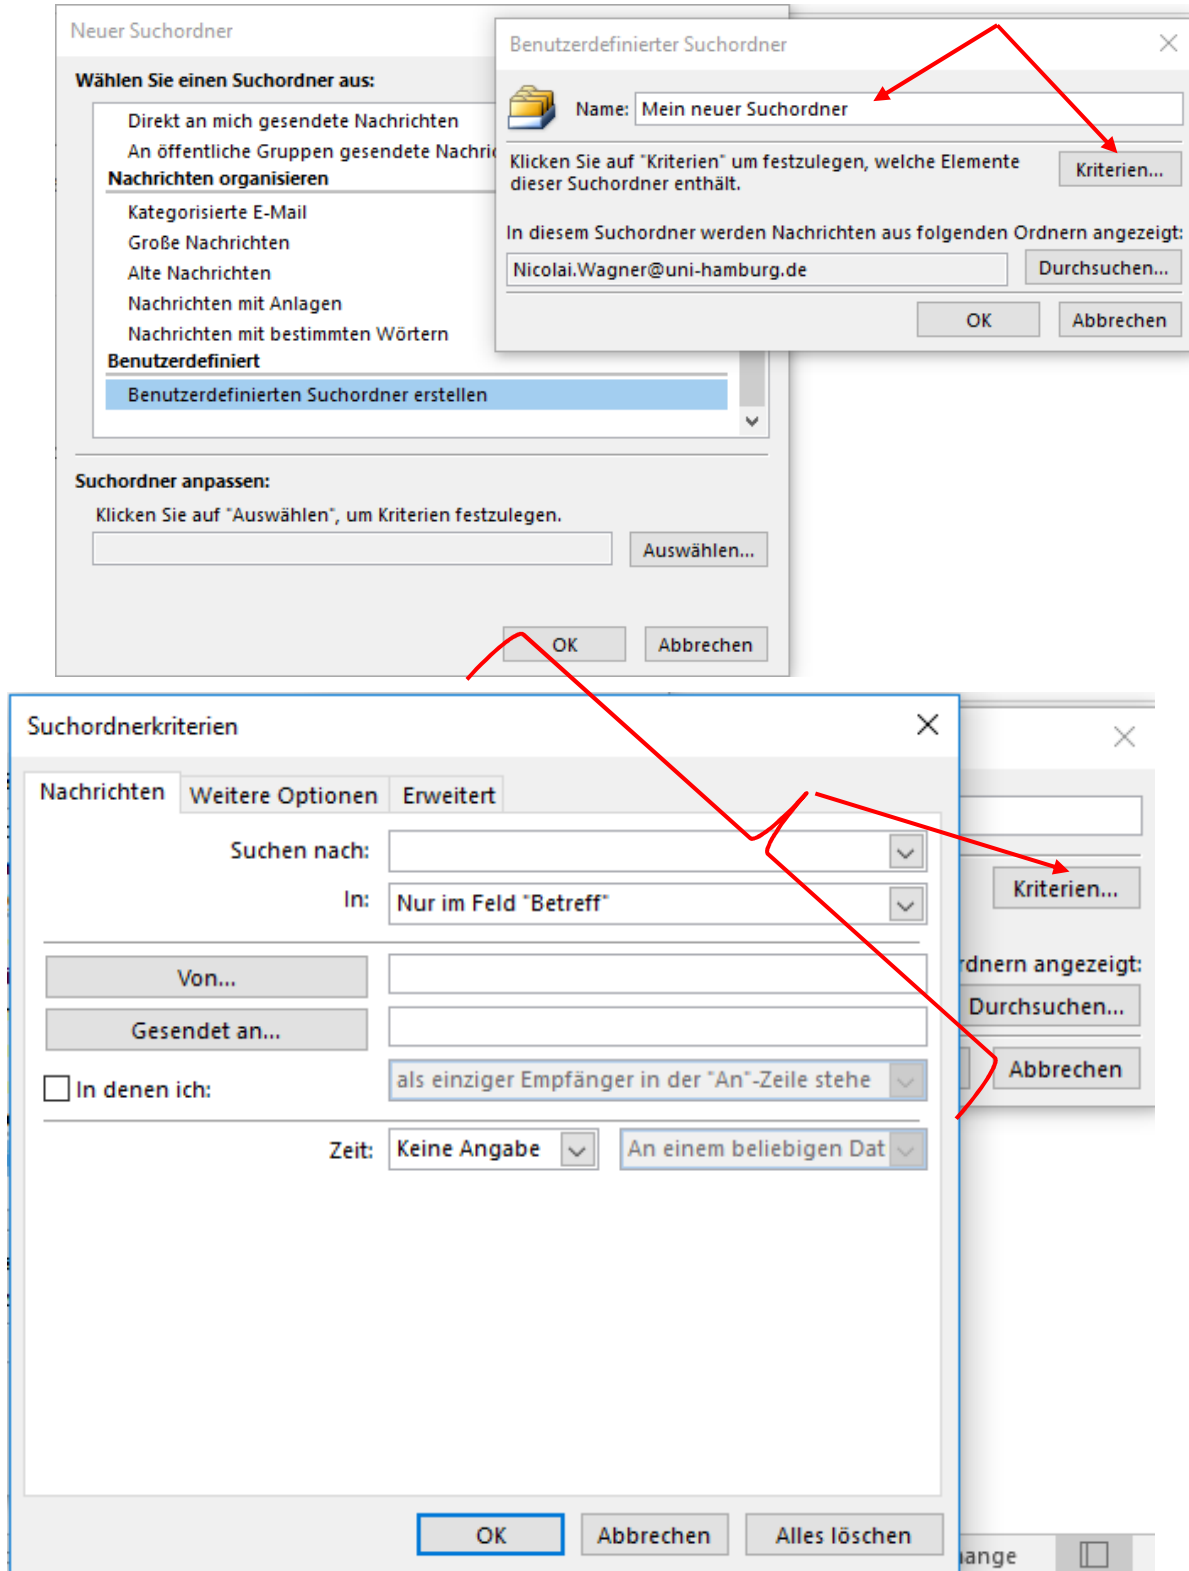 Neuer Suchordner
Wählen Sie einen Suchordner aus:
Direkt an mich gesendete Nachrichten
An öffentliche Gruppen gesendete
Nachrichten organisieren
Kategorisierte E-Mail
Große Nachrichten
Alte Nachrichten
Nachrichten mit Anlagen
Nachrichten mit bestimmten Wörtern
Benutzerdefiniert
Benutzerdefinierten Suchordner erstellen
Suchordner anpassen:
Klicken Sie auf "Auswählen", um Kriterien festzulegen.
Auswählen...
OK Abbrechen
Benutzerdefinierter Suchordner
Name: Mein neuer Suchordner
Klicken Sie auf "Kriterien" um festzulegen, welche Elemente
dieser Suchordner enthält.
Kriterien...
In diesem Suchordner werden Nachrichten aus folgenden Ordnern angezeigt:
Nicolai.Wagner@uni-hamburg.de Durchsuchen...
OK Abbrechen
Suchordnerkriterien
Nachrichten Weitere Optionen Erweitert
Suchen nach:
In: Nur im Feld "Betreff"
Von...
Gesendet an...
In denen ich: als einziger Empfänger in der "An"-Zeile stehe
Zeit: Keine Angabe An einem beliebigen Dat
OK Abbrechen Alles löschen
Kriterien...
rdnern angezeigt:
Durchsuchen...
Abbrechen
ange